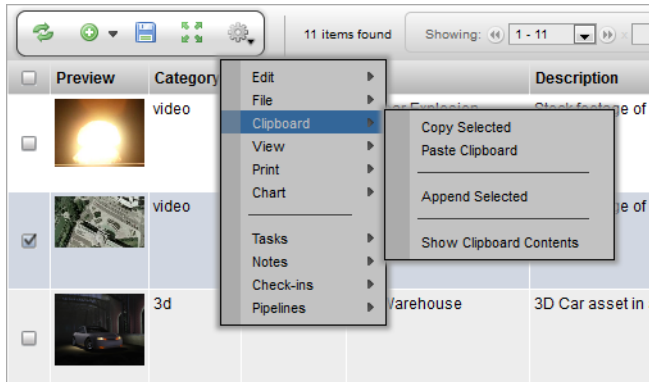 11 items found
Showing:
1 - 11
Preview
Category
Description
video
Edit
File
Clipboard
View
Print
Chart
Tasks
Notes
Check-ins
Pipelines
Explosion
Stock footage of
Copy Selected
Paste Clipboard
Append Selected
Show Clipboard Contents
video
ge of
3d
Warehouse
3D Car asset in